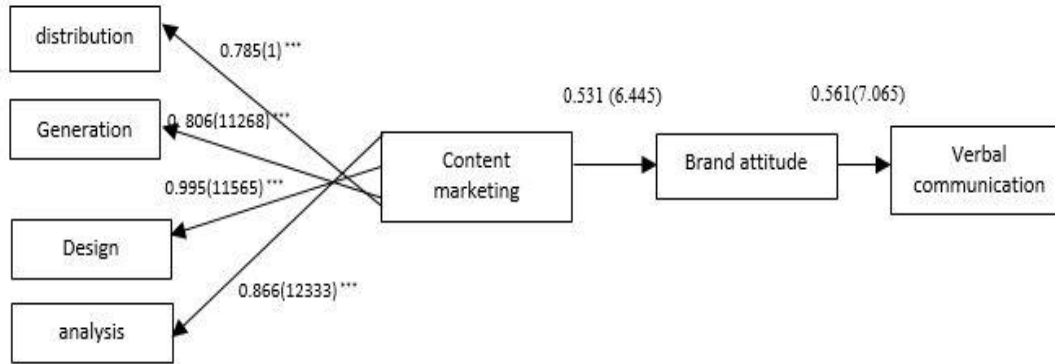 distribution
0.785(1) ***
0.531 (6.445)
0.561(7.065)
Generation
0. 806(11268) ***
Content
marketing
Brand attitude
Verbal
communication
0.995(11565) ***
Design
0.866(12333) ***
analysis